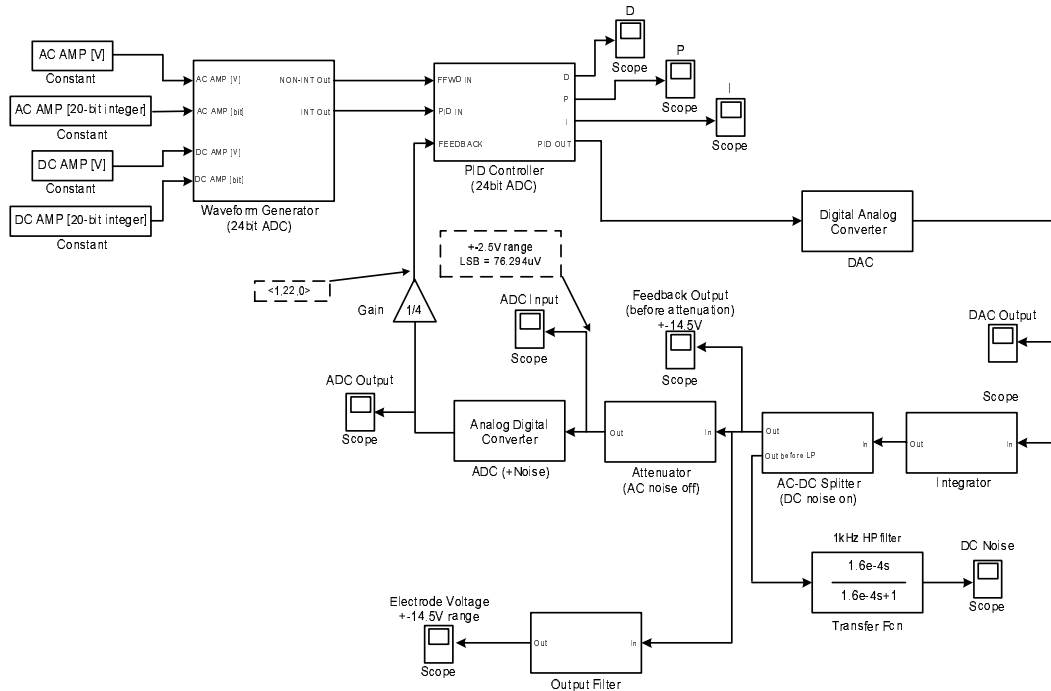 D
Scope
P
Scope
I
Scope
AC AMP [V]
Constant
AC AMP [20-bit integer]
Constant
DC AMP [V]
Constant
DC AMP [20-bit integer]
Constant
AC AMP [V]
AC AMP [bit]
DC AMP [V]
DC AMP [bit]
NON-INT Out
INT Out
Waveform Generator
(24bit ADC)
FFWD IN
PID IN
FEEDBACK
D
P
I
PID OUT
PID Controller
(24bit ADC)
Digital Analog
Converter
DAC
+-2.5V range
LSB = 76.294uV
<1,22,0>
Gain
1/4
ADC Input
Scope
Feedback Output
(before attenuation)
+-14.5V
Scope
DAC Output
Scope
ADC Output
Scope
Analog Digital
Converter
ADC (+Noise)
Out
In
Attenuator
(AC noise off)
Out
Out before LP
In
AC-DC Splitter
(DC noise on)
Out
In
Integrator
1kHz HP filter
1.6e-4s
1.6e-4s+1
Transfer Fcn
DC Noise
Scope
Electrode Voltage
+-14.5V range
Scope
Out
In
Output Filter